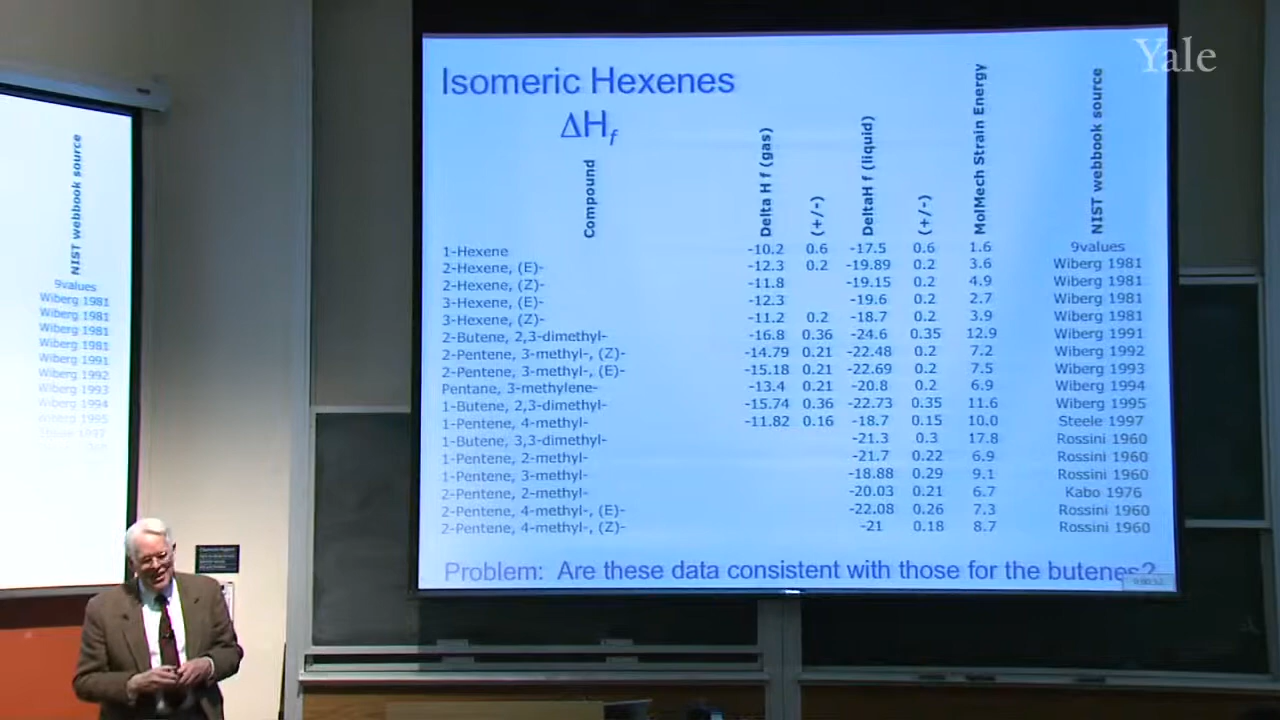 Yale
Isomeric Hexenes
ΔHf
Compound
Delta H f (gas)
(+/-)
DeltaH f (liquid)
(+/-)
MolMech Strain Energy
NIST webbook source
1-Hexene -10.2 0.6 -17.5 0.6 1.6 9values
2-Hexene, (E)- -12.3 0.2 -19.89 0.2 3.6 Wiberg 1981
2-Hexene, (Z)- -11.8 -19.15 0.2 4.9 Wiberg 1981
3-Hexene, (E)- -12.3 -19.6 0.2 2.7 Wiberg 1981
3-Hexene, (Z)- -11.2 0.2 -18.7 0.2 3.9 Wiberg 1981
2-Butene, 2,3-dimethyl- -16.8 0.36 -24.6 0.35 12.9 Wiberg 1991
2-Pentene, 3-methyl-, (Z)- -14.79 0.21 -22.48 0.2 7.2 Wiberg 1992
2-Pentene, 3-methyl-, (E)- -15.18 0.21 -22.69 0.2 7.5 Wiberg 1993
Pentane, 3-methylene- -13.4 0.21 -20.8 0.2 6.9 Wiberg 1994
1-Butene, 2,3-dimethyl- -15.74 0.36 -22.73 0.35 11.6 Wiberg 1995
1-Pentene, 4-methyl- -11.82 0.16 -18.7 0.15 10.0 Steele 1997
1-Butene, 3,3-dimethyl- -21.3 0.3 17.8 Rossini 1960
1-Pentene, 2-methyl- -21.7 0.22 6.9 Rossini 1960
1-Pentene, 3-methyl- -18.88 0.29 9.1 Rossini 1960
2-Pentene, 2-methyl- -20.03 0.21 6.7 Kabo 1976
2-Pentene, 4-methyl-, (E)- -22.08 0.26 7.3 Rossini 1960
2-Pentene, 4-methyl-, (Z)- -21 0.18 8.7 Rossini 1960
Problem: Are these data consistent with those for the butenes?
NIST webbook source
9values
Wiberg 1981
Wiberg 1981
Wiberg 1981
Wiberg 1981
Wiberg 1991
Wiberg 1992
Wiberg 1993
Wiberg 1994
Wiberg 1995
Steele 1997